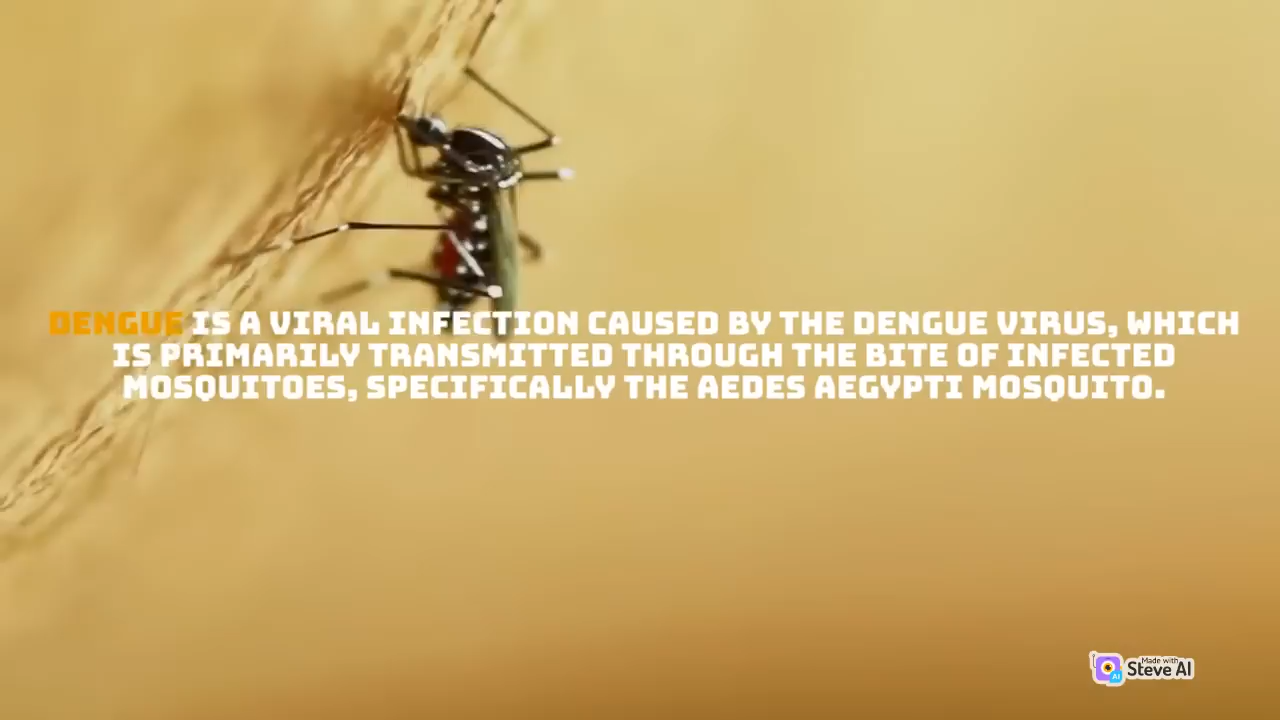 DENGUE IS A VIRAL INFECTION CAUSED BY THE DENGUE VIRUS, WHICH
IS PRIMARILY TRANSMITTED THROUGH THE BITE OF INFECTED
MOSQUITOES, SPECIFICALLY THE AEDES AEGYPTI MOSQUITO.
Made with
Steve AI
AI